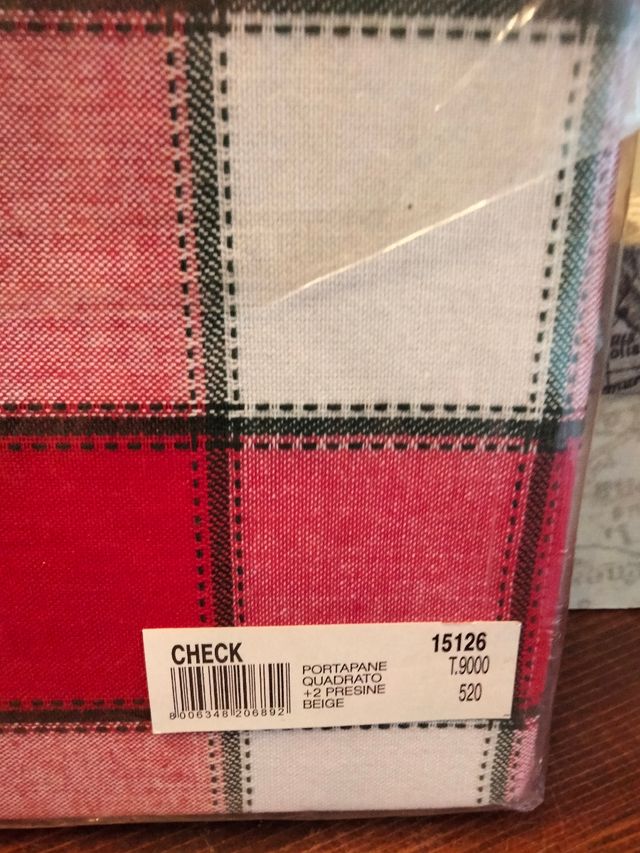 CHECK
15126
PORTAPANE
QUADRATO
+2 PRESINE
BEIGE
T.9000
520
8 006348 206892